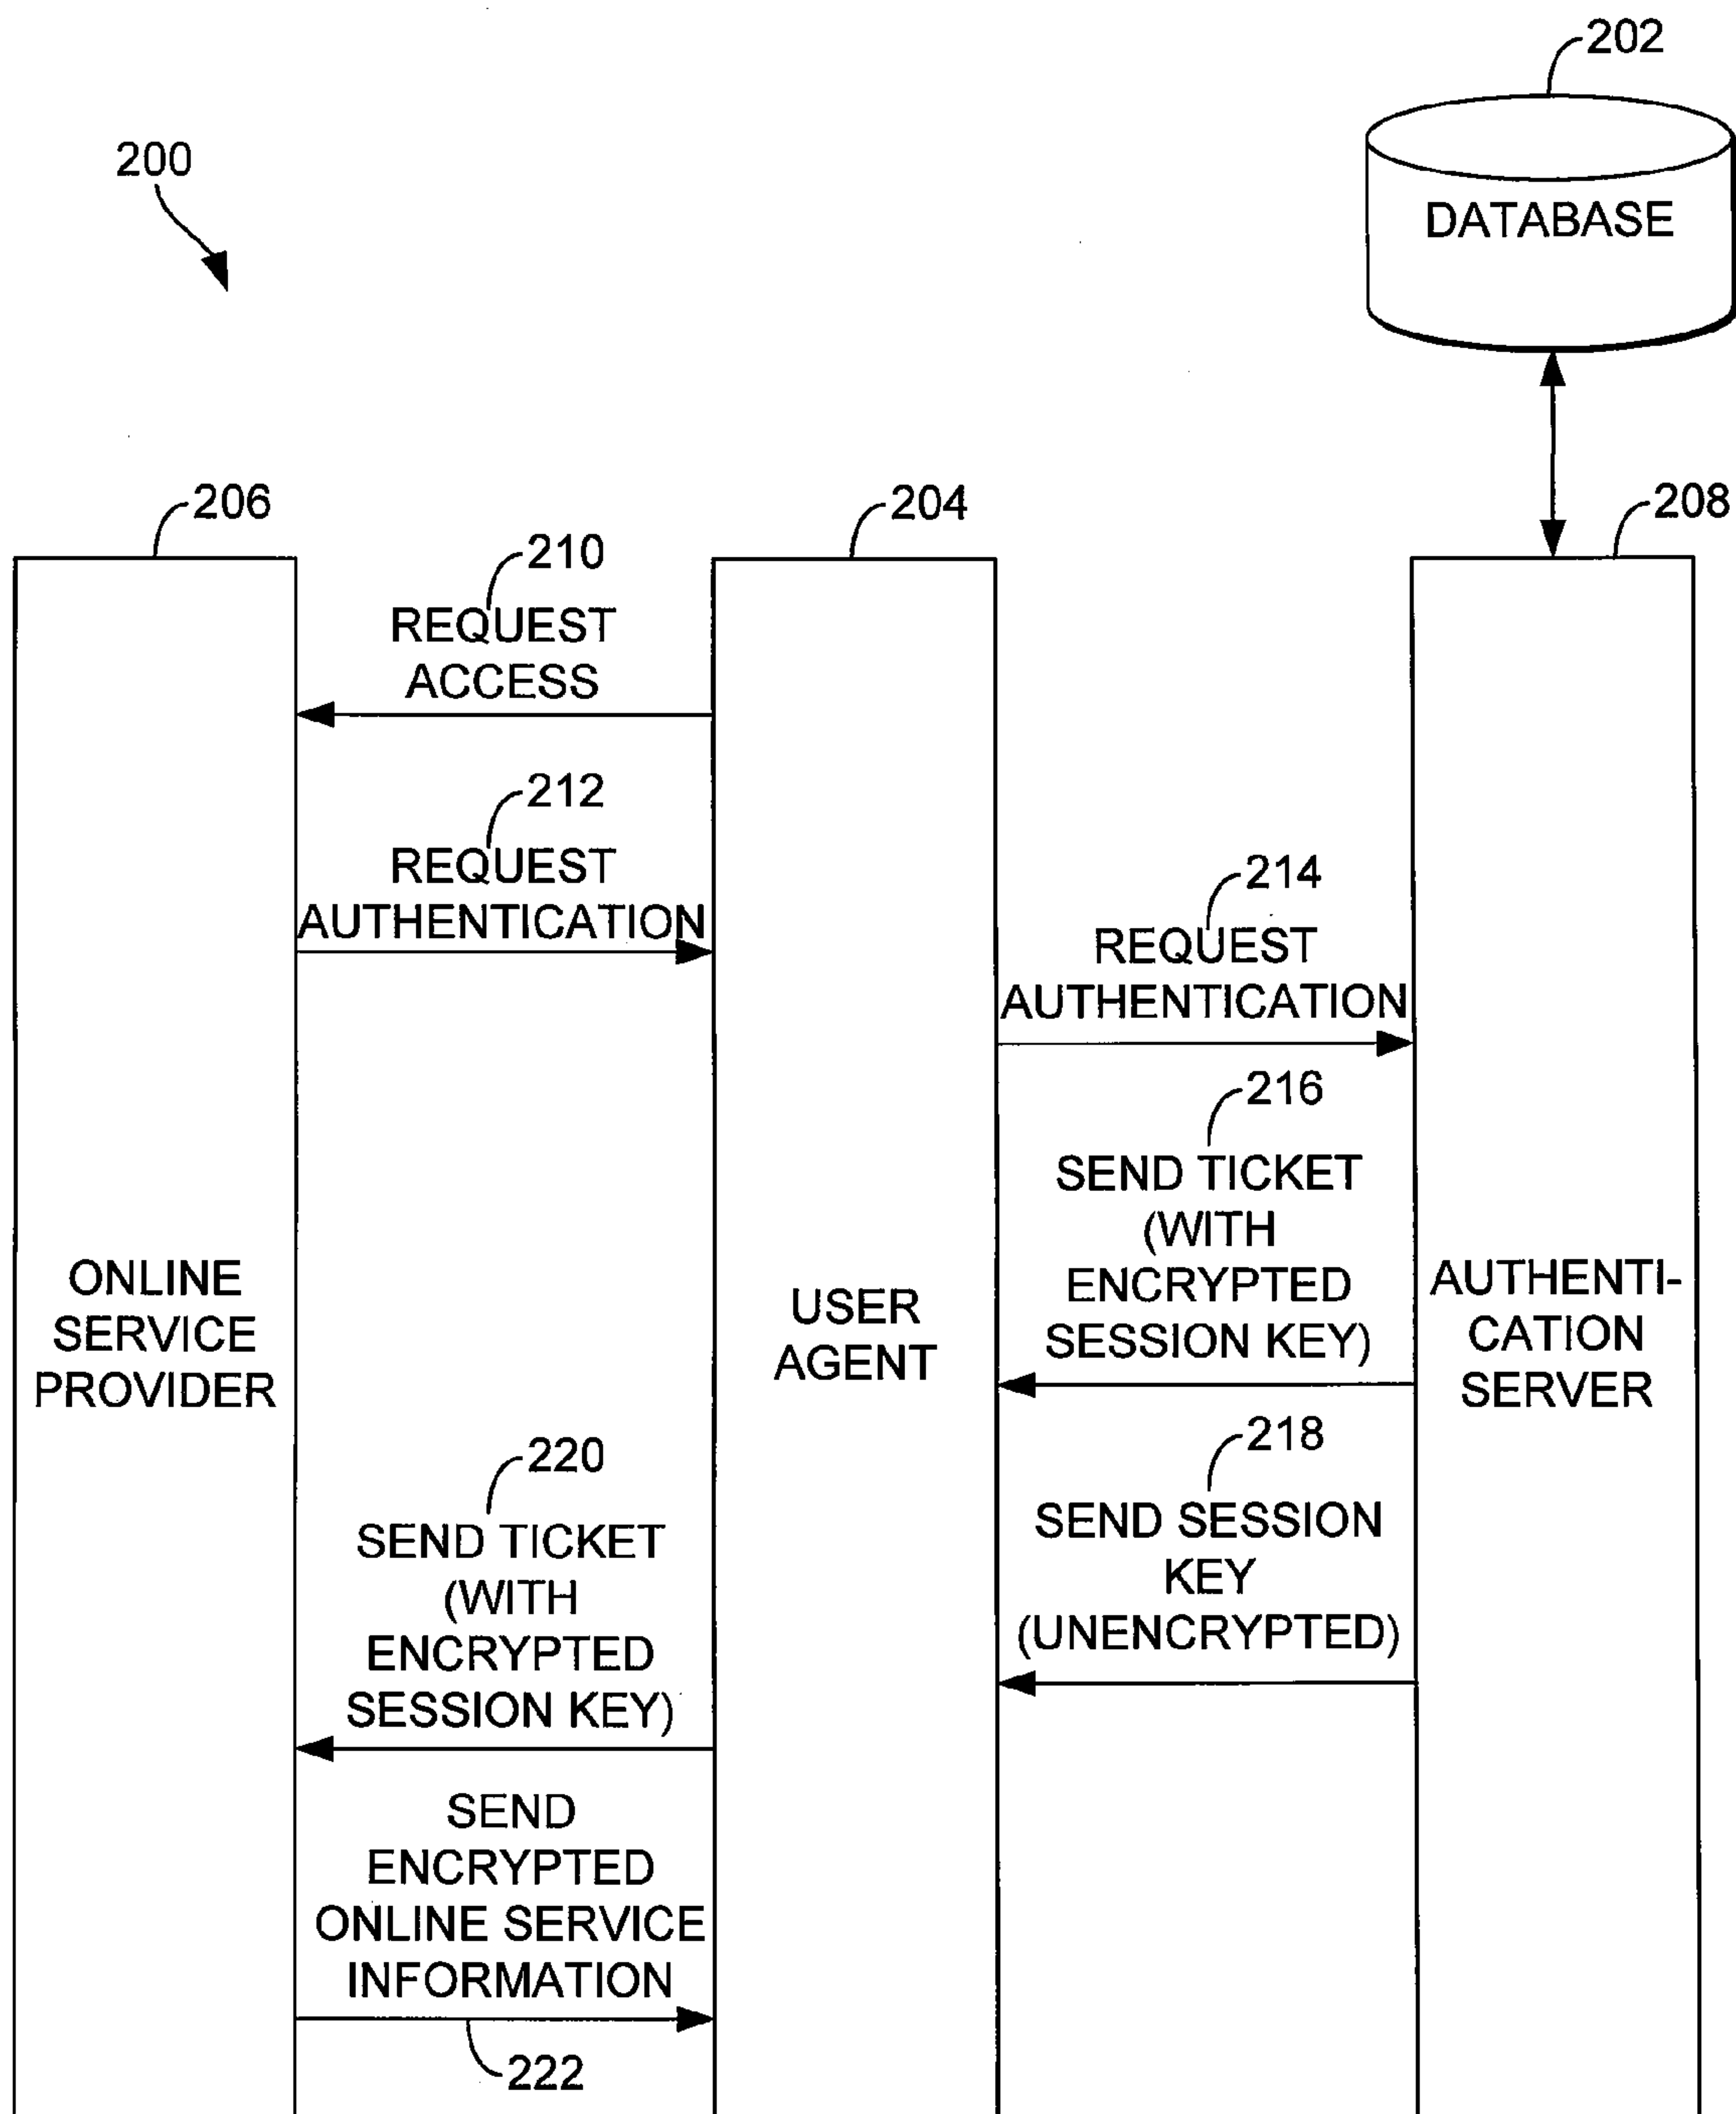 202
200
DATABASE
206
204
208
210
REQUEST
ACCESS
212
REQUEST
AUTHENTICATION
214
REQUEST
AUTHENTICATION
216
SEND TICKET
(WITH
ENCRYPTED
SESSION KEY)
ONLINE
SERVICE
PROVIDER
USER
AGENT
AUTHENTI-
CATION
SERVER
218
SEND SESSION
KEY
(UNENCRYPTED)
220
SEND TICKET
(WITH
ENCRYPTED
SESSION KEY)
SEND
ENCRYPTED
ONLINE SERVICE
INFORMATION
222